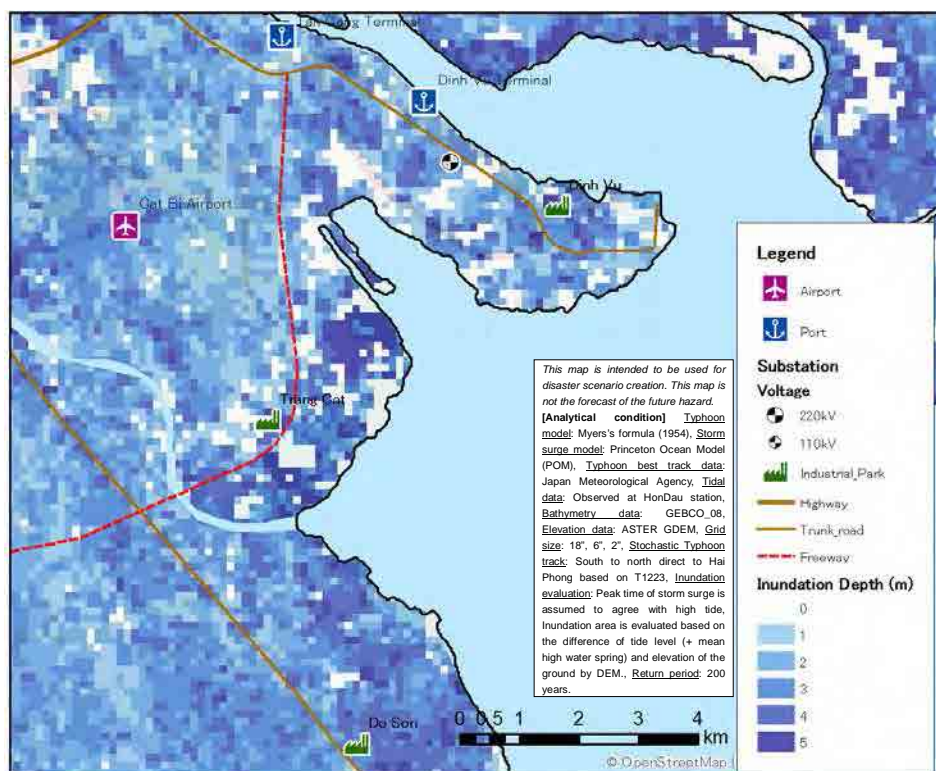 Tan Cang Terminal
Dinh Vu Terminal
Dinh Vu
Cat Bi Airport
Trang Cat
Do Son
This map is intended to be used for
disaster scenario creation. This map is
not the forecast of the future hazard.
[Analytical condition] Typhoon
model: Myers's formula (1954), Storm
surge model: Princeton Ocean Model
(POM), Typhoon best track data:
Japan Meteorological Agency, Tidal
data: Observed at HonDau station,
Bathymetry data: GEBCO_08,
Elevation data: ASTER GDEM, Grid
size: 18", 6", 2", Stochastic Typhoon
track: South to north direct to Hai
Phong based on T1223, Inundation
evaluation: Peak time of storm surge is
assumed to agree with high tide,
Inundation area is evaluated based on
the difference of tide level (+ mean
high water spring) and elevation of the
ground by DEM., Return period: 200
years.
Legend
Airport
Port
Substation
Voltage
220kV
110kV
Industrial_Park
Highway
Trunk_road
Freeway
Inundation Depth (m)
0
1
2
3
4
5
0 0.5 1 2 3 4
km
© OpenStreetMap